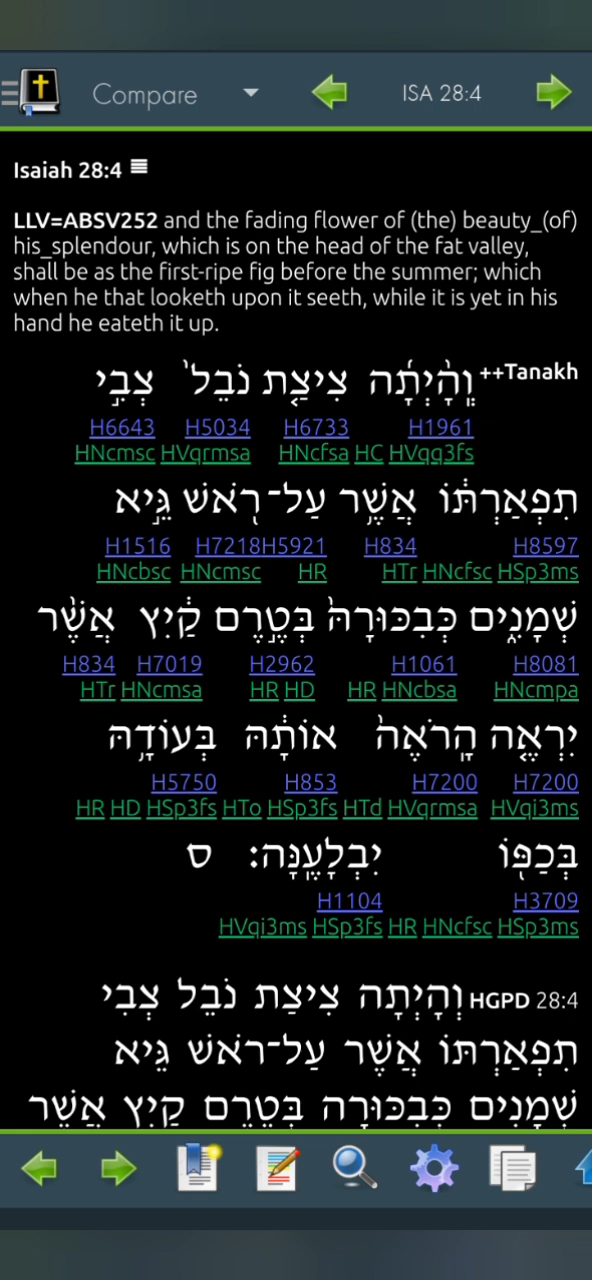 Compare
ISA 28:4
Isaiah 28:4
LLV=ABSV252 and the fading flower of (the) beauty_(of)
his_splendour, which is on the head of the fat valley,
shall be as the first-ripe fig before the summer; which
when he that looketh upon it seeth, while it is yet in his
hand he eateth it up.
++Tanakh וְֽהָ֨יְתָ֜ה צִיצַ֤ת נֹבֵל֙ צְבִ֣י
H6643 H5034 H6733 H1961
HNcmsc HVqrmsa HNcfsa HC HVqq3fs
תִפְאַרְתּ֔וֹ אֲשֶׁ֥ר עַל־רֹ֖אשׁ גֵּ֣יא
H1516 H7218H5921 H834 H8597
HNcbsc HNcmsc HR HTr HNcfsc HSp3ms
שְׁמָנִ֑ים כְּבִכּוּרָהּ֙ בְּטֶ֣רֶם קַ֔יִץ אֲשֶׁ֨ר
H834 H7019 H2962 H1061 H8081
HTr HNcmsa HR HD HR HNcbsa HNcmpa
יִרְאֶ֤ה הָֽרֹאֶה֙ אוֹתָ֔הּ בְּעוֹדָ֥הּ
H5750 H853 H7200 H7200
HR HD HSp3fs HTo HSp3fs HTd HVqrmsa HVqi3ms
בְּכַפּ֖וֹ יִבְלָעֶֽנָּה׃ ס
H1104 H3709
HVqi3ms HSp3fs HR HNcfsc HSp3ms
HGPD 28:4 וְהָיְתָה צִיצַת נֹבֵל צְבִי
תִפְאַרְתּוֹ אֲשֶׁר עַל־רֹאשׁ גֵּיא
שְׁמָנִים כְּבִכּוּרָהּ בְּטֶרֶם קַיִץ אֲשֶׁר